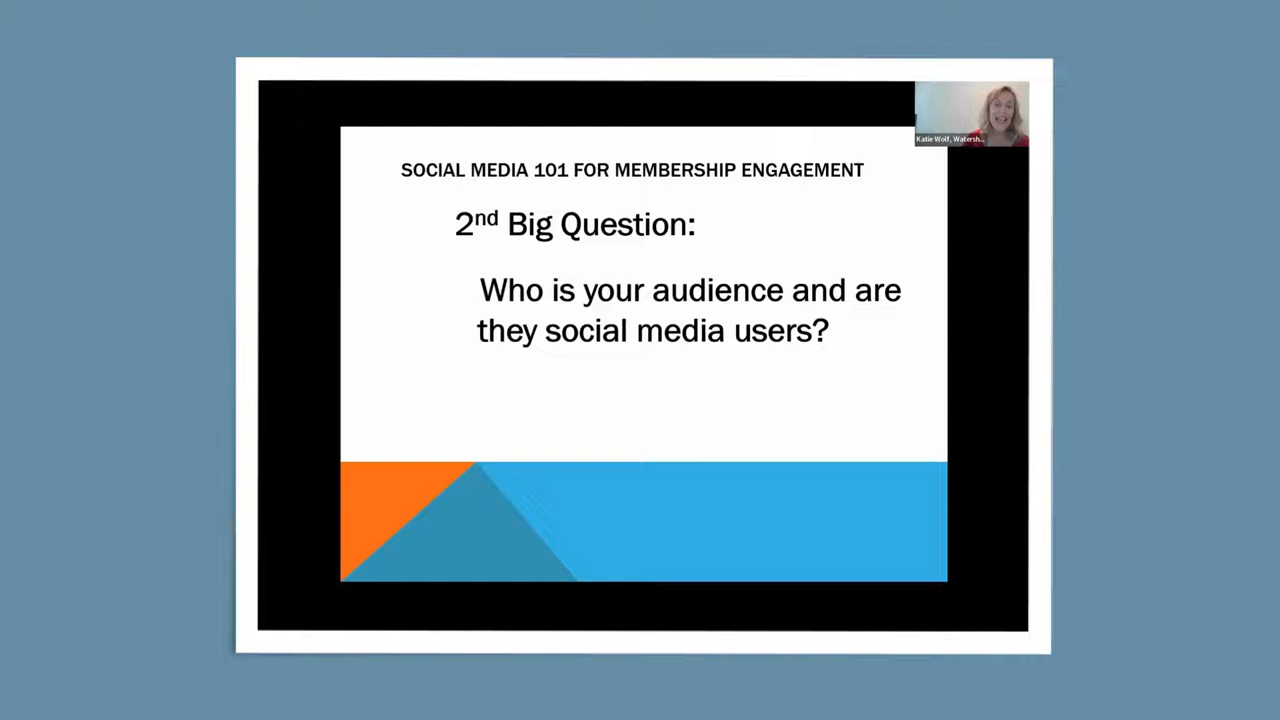 Katie Wolf, Watersh...
SOCIAL MEDIA 101 FOR MEMBERSHIP ENGAGEMENT
2nd Big Question:
Who is your audience and are
they social media users?